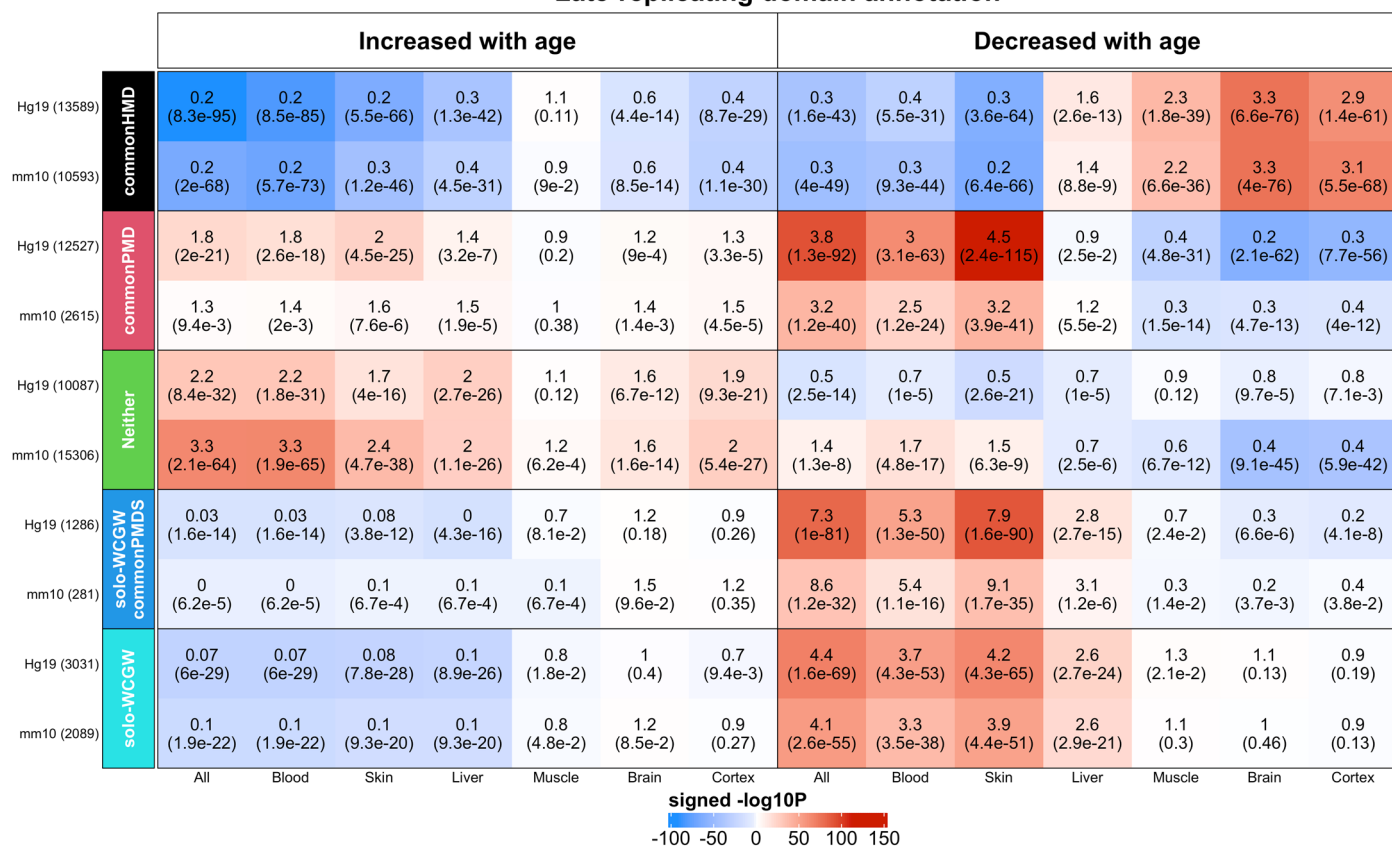 Late replicating domain annotation
Increased with age Decreased with age
commonHMD
Hg19 (13589) 0.2 0.2 0.2 0.3 1.1 0.6 0.4 0.3 0.4 0.3 1.6 2.3 3.3 2.9
(8.3e-95) (8.5e-85) (5.5e-66) (1.3e-42) (0.11) (4.4e-14) (8.7e-29) (1.6e-43) (5.5e-31) (3.6e-64) (2.6e-13) (1.8e-39) (6.6e-76) (1.4e-61)
mm10 (10593) 0.2 0.2 0.3 0.4 0.9 0.6 0.4 0.3 0.3 0.2 1.4 2.2 3.3 3.1
(2e-68) (5.7e-73) (1.2e-46) (4.5e-31) (9e-2) (8.5e-14) (1.1e-30) (4e-49) (9.3e-44) (6.4e-66) (8.8e-9) (6.6e-36) (4e-76) (5.5e-68)
commonPMD
Hg19 (12527) 1.8 1.8 2 1.4 0.9 1.2 1.3 3.8 3 4.5 0.9 0.4 0.2 0.3
(2e-21) (2.6e-18) (4.5e-25) (3.2e-7) (0.2) (9e-4) (3.3e-5) (1.3e-92) (3.1e-63) (2.4e-115) (2.5e-2) (4.8e-31) (2.1e-62) (7.7e-56)
mm10 (2615) 1.3 1.4 1.6 1.5 1 1.4 1.5 3.2 2.5 3.2 1.2 0.3 0.3 0.4
(9.4e-3) (2e-3) (7.6e-6) (1.9e-5) (0.38) (1.4e-3) (4.5e-5) (1.2e-40) (1.2e-24) (3.9e-41) (5.5e-2) (1.5e-14) (4.7e-13) (4e-12)
Neither
Hg19 (10087) 2.2 2.2 1.7 2 1.1 1.6 1.9 0.5 0.7 0.5 0.7 0.9 0.8 0.8
(8.4e-32) (1.8e-31) (4e-16) (2.7e-26) (0.12) (6.7e-12) (9.3e-21) (2.5e-14) (1e-5) (2.6e-21) (1e-5) (0.12) (9.7e-5) (7.1e-3)
mm10 (15306) 3.3 3.3 2.4 2 1.2 1.6 2 1.4 1.7 1.5 0.7 0.6 0.4 0.4
(2.1e-64) (1.9e-65) (4.7e-38) (1.1e-26) (6.2e-4) (1.6e-14) (5.4e-27) (1.3e-8) (4.8e-17) (6.3e-9) (2.5e-6) (6.7e-12) (9.1e-45) (5.9e-42)
solo-WCGW
commonPMDS
Hg19 (1286) 0.03 0.03 0.08 0 0.7 1.2 0.9 7.3 5.3 7.9 2.8 0.7 0.3 0.2
(1.6e-14) (1.6e-14) (3.8e-12) (4.3e-16) (8.1e-2) (0.18) (0.26) (1e-81) (1.3e-50) (1.6e-90) (2.7e-15) (2.4e-2) (6.6e-6) (4.1e-8)
mm10 (281) 0 0 0.1 0.1 0.1 1.5 1.2 8.6 5.4 9.1 3.1 0.3 0.2 0.4
(6.2e-5) (6.2e-5) (6.7e-4) (6.7e-4) (6.7e-4) (9.6e-2) (0.35) (1.2e-32) (1.1e-16) (1.7e-35) (1.2e-6) (1.4e-2) (3.7e-3) (3.8e-2)
solo-WCGW
Hg19 (3031) 0.07 0.07 0.08 0.1 0.8 1 0.7 4.4 3.7 4.2 2.6 1.3 1.1 0.9
(6e-29) (6e-29) (7.8e-28) (8.9e-26) (1.8e-2) (0.4) (9.4e-3) (1.6e-69) (4.3e-53) (4.3e-65) (2.7e-24) (2.1e-2) (0.13) (0.19)
mm10 (2089) 0.1 0.1 0.1 0.1 0.8 1.2 0.9 4.1 3.3 3.9 2.6 1.1 1 0.9
(1.9e-22) (1.9e-22) (9.3e-20) (9.3e-20) (4.8e-2) (8.5e-2) (0.27) (2.6e-55) (3.5e-38) (4.4e-51) (2.9e-21) (0.3) (0.46) (0.13)
All Blood Skin Liver Muscle Brain Cortex All Blood Skin Liver Muscle Brain Cortex
signed -log10P
-100 -50 0 50 100 150